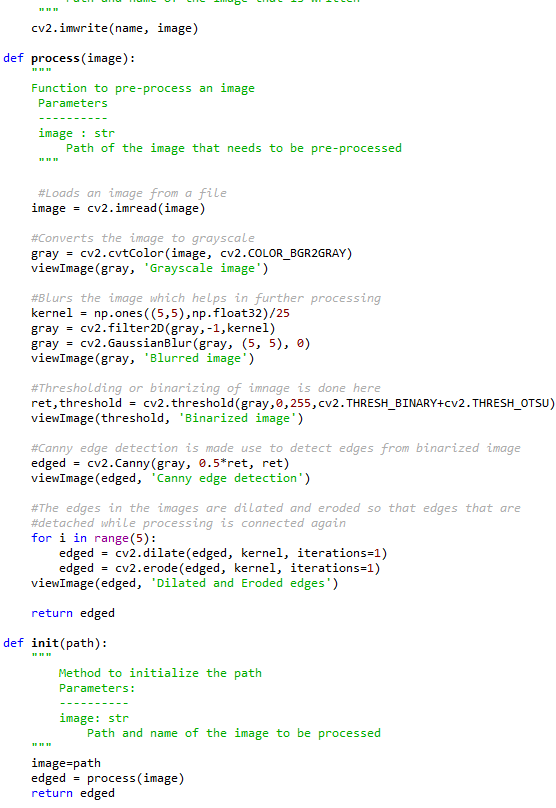 Path and name of the image that is written
"""
cv2.imwrite(name, image)
def process(image):
"""
Function to pre-process an image
Parameters
----------
image : str
Path of the image that needs to be pre-processed
"""
#Loads an image from a file
image = cv2.imread(image)
#Converts the image to grayscale
gray = cv2.cvtColor(image, cv2.COLOR_BGR2GRAY)
viewImage(gray, 'Grayscale image')
#Blurs the image which helps in further processing
kernel = np.ones((5,5),np.float32)/25
gray = cv2.filter2D(gray,-1,kernel)
gray = cv2.GaussianBlur(gray, (5, 5), 0)
viewImage(gray, 'Blurred image')
#Thresholding or binarizing of imnage is done here
ret,threshold = cv2.threshold(gray,0,255,cv2.THRESH_BINARY+cv2.THRESH_OTSU)
viewImage(threshold, 'Binarized image')
#Canny edge detection is made use to detect edges from binarized image
edged = cv2.Canny(gray, 0.5*ret, ret)
viewImage(edged, 'Canny edge detection')
#The edges in the images are dilated and eroded so that edges that are
#detached while processing is connected again
for i in range(5):
edged = cv2.dilate(edged, kernel, iterations=1)
edged = cv2.erode(edged, kernel, iterations=1)
viewImage(edged, 'Dilated and Eroded edges')
return edged
def init(path):
"""
Method to initialize the path
Parameters:
----------
image: str
Path and name of the image to be processed
"""
image=path
edged = process(image)
return edged